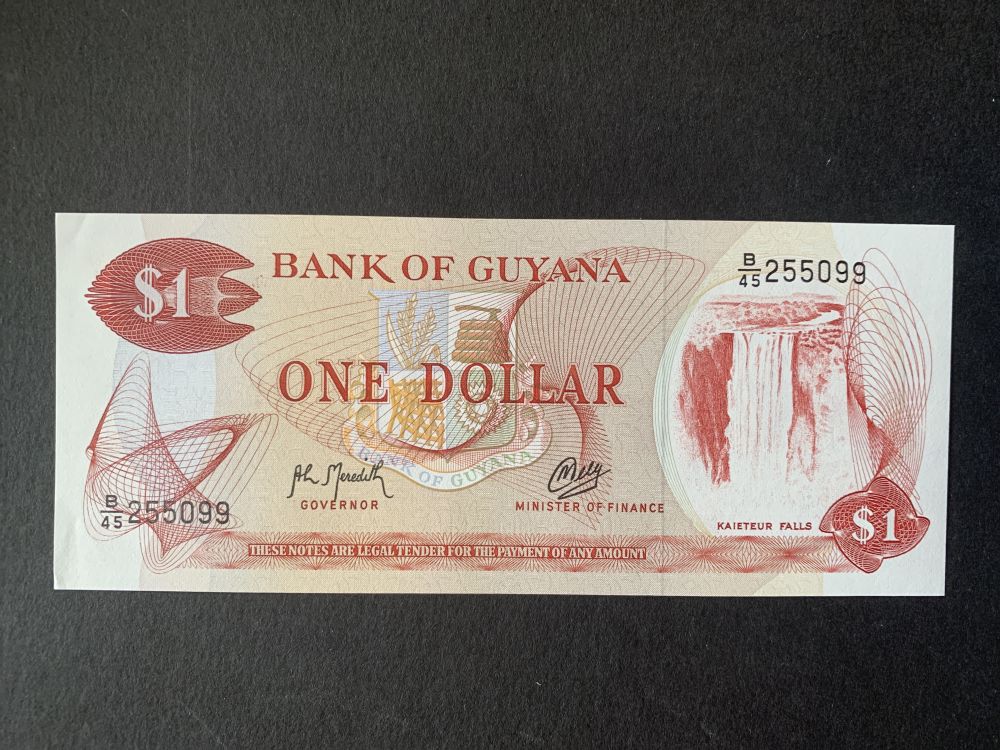 $1
BANK OF GUYANA
B/45 255099
ONE DOLLAR
BANK OF GUYANA
Meredith
GOVERNOR
MINISTER OF FINANCE
KAIETEUR FALLS
B/45 255099
$1
THESE NOTES ARE LEGAL TENDER FOR THE PAYMENT OF ANY AMOUNT